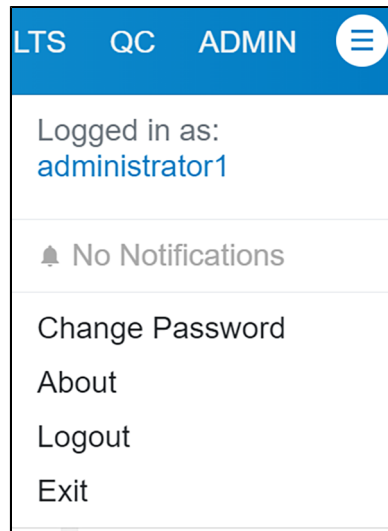 LTS QC ADMIN
Logged in as:
administrator1
No Notifications
Change Password
About
Logout
Exit